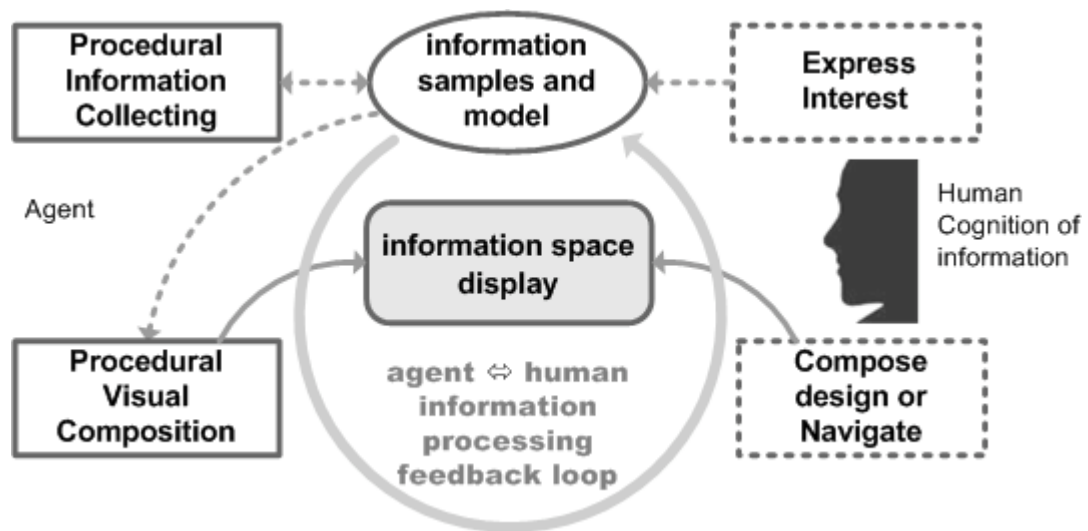 Procedural
Information
Collecting
information
samples and
model
Express
Interest
Agent
information space
display
Human
Cognition of
information
Procedural
Visual
Composition
agent ⇔ human
information
processing
feedback loop
Compose
design or
Navigate